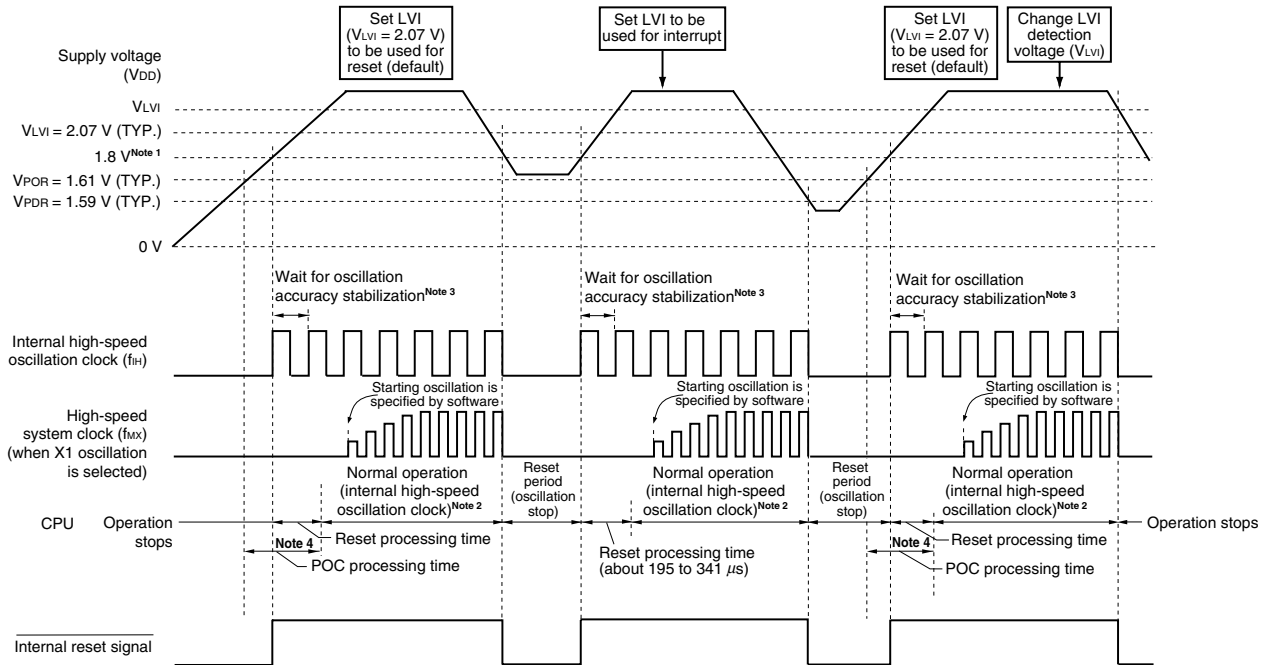 Set LVI
(VLVI = 2.07 V)
to be used for
reset (default)
Set LVI to be
used for interrupt
Set LVI
(VLVI = 2.07 V)
to be used for
reset (default)
Change LVI
detection
voltage (VLVI)
Supply voltage
(VDD)
VLVI
VLVI = 2.07 V (TYP.)
1.8 V Note 1
VPOR = 1.61 V (TYP.)
VPDR = 1.59 V (TYP.)
0 V
Wait for oscillation
accuracy stabilization Note 3
Wait for oscillation
accuracy stabilization Note 3
Wait for oscillation
accuracy stabilization Note 3
Internal high-speed
oscillation clock (fIH)
Starting oscillation is
specified by software
Starting oscillation is
specified by software
Starting oscillation is
specified by software
High-speed
system clock (fMX)
(when X1 oscillation
is selected)
Normal operation
(internal high-speed
oscillation clock) Note 2
Reset
period
(oscillation
stop)
Normal operation
(internal high-speed
oscillation clock) Note 2
Reset
period
(oscillation
stop)
Normal operation
(internal high-speed
oscillation clock) Note 2
CPU
Operation
stops
Operation stops
Reset processing time
Note 4
POC processing time
Reset processing time
(about 195 to 341 μs)
Reset processing time
Note 4
POC processing time
Internal reset signal